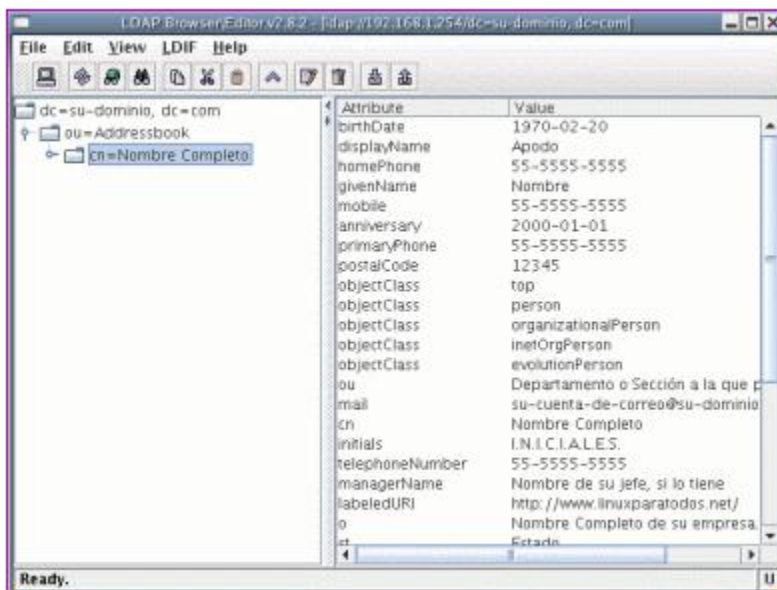 LDAP Browser/Editor v2.8.2 - [ldap://192.168.1.254/dc=su-dominio, dc=com]
File Edit View LDIF Help
dc=su-dominio, dc=com
ou=Addressbook
cn=Nombre Completo
Attribute Value
birthDate 1970-02-20
displayName Apodo
homePhone 55-5555-5555
givenName Nombre
mobile 55-5555-5555
anniversary 2000-01-01
primaryPhone 55-5555-5555
postalCode 12345
objectClass top
objectClass person
objectClass organizationalPerson
objectClass inetOrgPerson
objectClass evolutionPerson
ou Departamento o Sección a la que p
mail su-cuenta-de-correo@su-dominio
cn Nombre Completo
initials I.N.I.C.I.A.L.E.S.
telephoneNumber 55-5555-5555
managerName Nombre de su jefe, si lo tiene
labeledURI http://www.linuxparatodos.net/
o Nombre Completo de su empresa.
st Estado
Ready. U